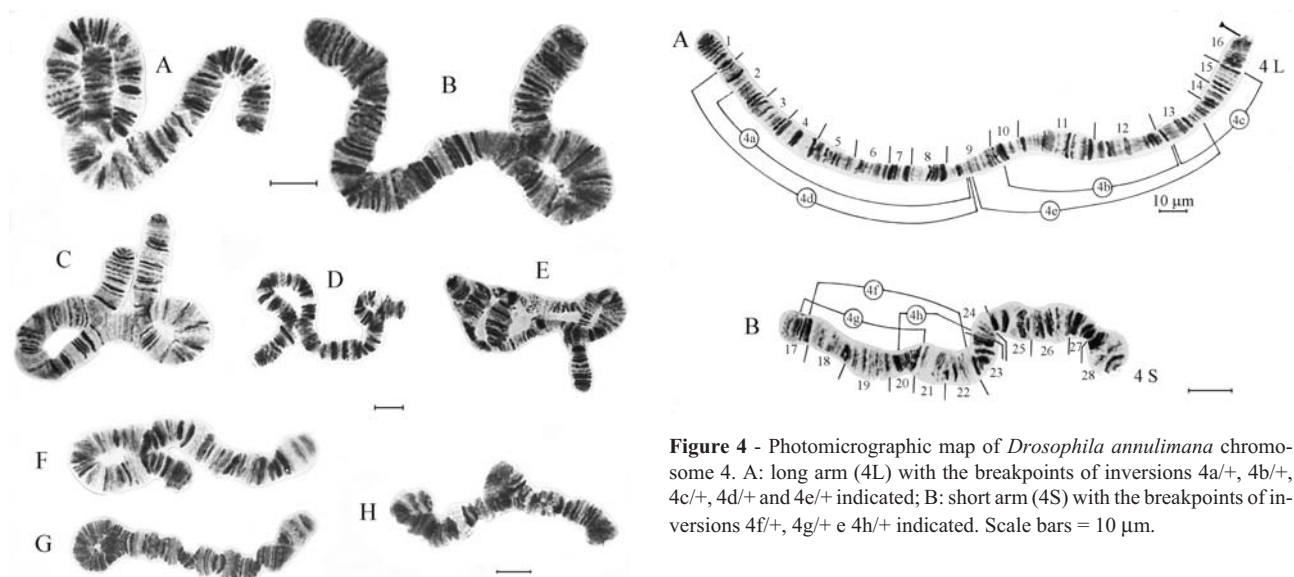 A
B
C
D
E
F
G
H
A
1
2
3
4
5
6
7
8
9
10
11
12
13
14
15
16
4 L
4a
4d
4b
4e
4c
10 μm
B
4f
4g
4h
17
18
19
20
21
22
23
24
25
26
27
28
4 S
Figure 4 - Photomicrographic map of Drosophila annulimana chromo-
some 4. A: long arm (4L) with the breakpoints of inversions 4a/+, 4b/+,
4c/+, 4d/+ and 4e/+ indicated; B: short arm (4S) with the breakpoints of in-
versions 4f/+, 4g/+ e 4h/+ indicated. Scale bars = 10 μm.